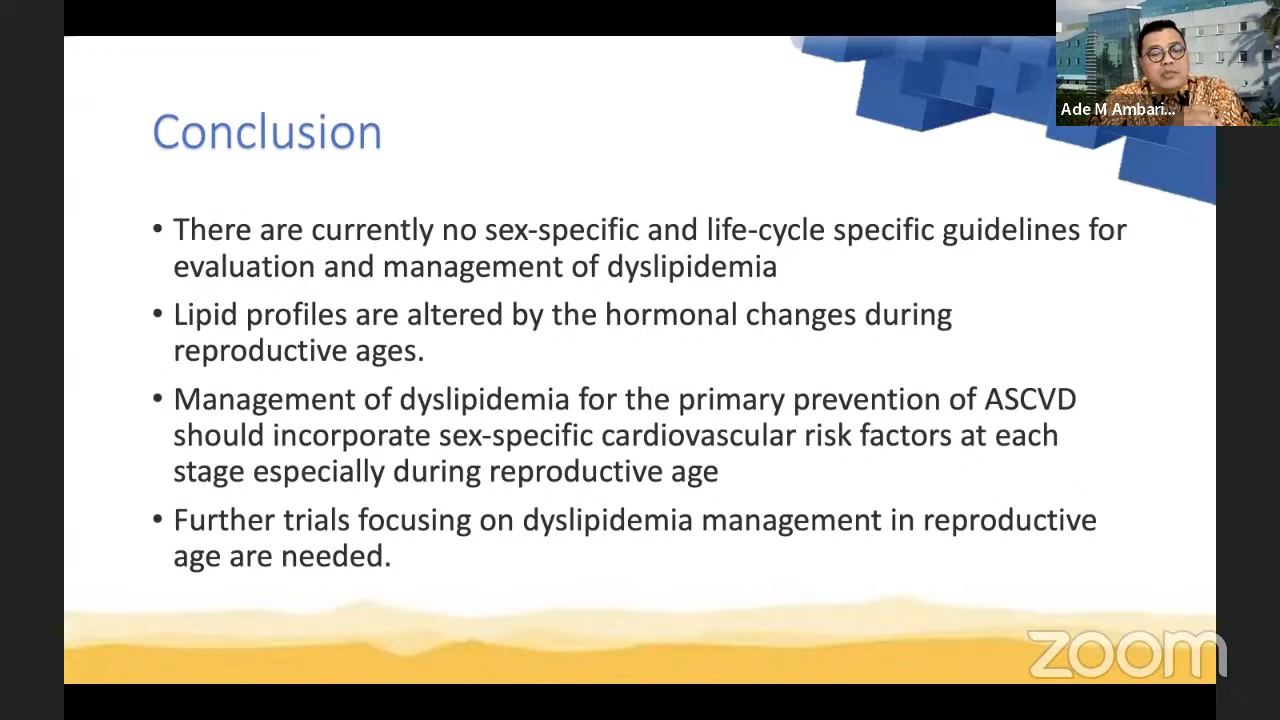 Ade M Ambari...
Conclusion
• There are currently no sex-specific and life-cycle specific guidelines for
evaluation and management of dyslipidemia
• Lipid profiles are altered by the hormonal changes during
reproductive ages.
• Management of dyslipidemia for the primary prevention of ASCVD
should incorporate sex-specific cardiovascular risk factors at each
stage especially during reproductive age
• Further trials focusing on dyslipidemia management in reproductive
age are needed.
zoom